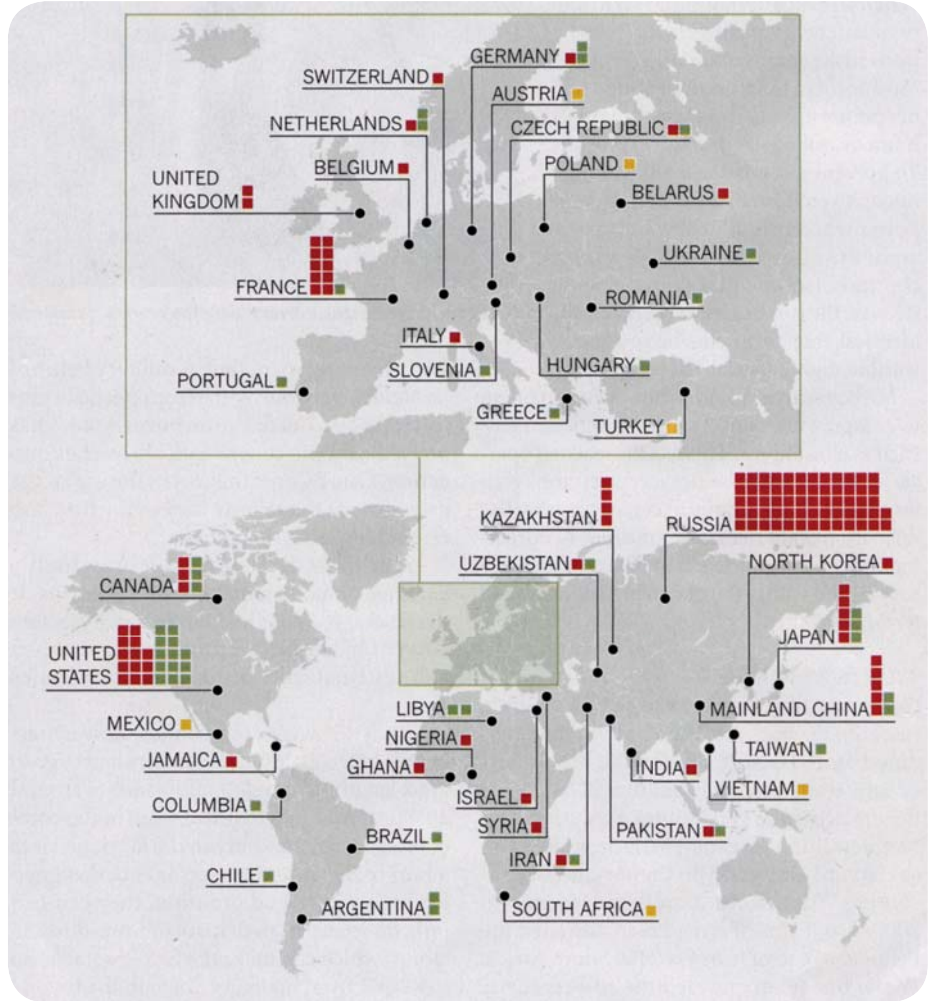 GERMANY
SWITZERLAND
AUSTRIA
NETHERLANDS
CZECH REPUBLIC
BELGIUM
POLAND
UNITED
KINGDOM
BELARUS
UKRAINE
FRANCE
ROMANIA
ITALY
SLOVENIA
HUNGARY
PORTUGAL
GREECE
TURKEY
KAZAKHSTAN
RUSSIA
UZBEKISTAN
NORTH KOREA
CANADA
JAPAN
UNITED
STATES
LIBYA
MAINLAND CHINA
MEXICO
NIGERIA
TAIWAN
JAMAICA
GHANA
INDIA
VIETNAM
ISRAEL
COLUMBIA
SYRIA
PAKISTAN
BRAZIL
IRAN
CHILE
ARGENTINA
SOUTH AFRICA